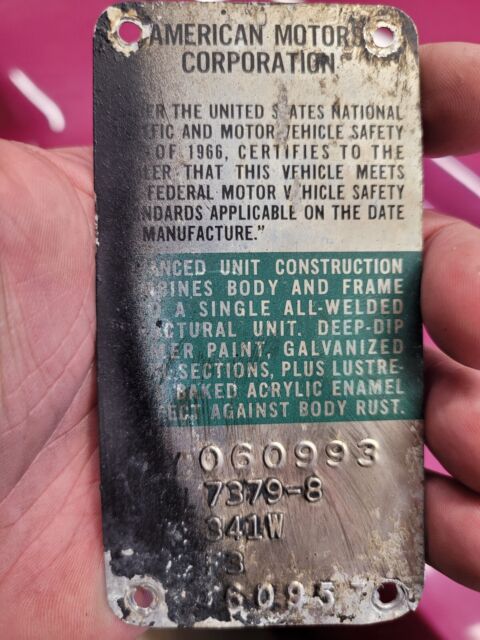 AMERICAN MOTORS
CORPORATION
THE UNITED STATES NATIONAL
AND MOTOR VEHICLE SAFETY
OF 1966, CERTIFIES TO THE
THAT THIS VEHICLE MEETS
FEDERAL MOTOR VEHICLE SAFETY
APPLICABLE ON THE DATE
MANUFACTURE."
UNIT CONSTRUCTION
BODY AND FRAME
A SINGLE ALL-WELDED
UNIT. DEEP-DIP
PAINT, GALVANIZED
SECTIONS, PLUS LUSTRE-
BAKED ACRYLIC ENAMEL
AGAINST BODY RUST.
060993
7379-8
341W